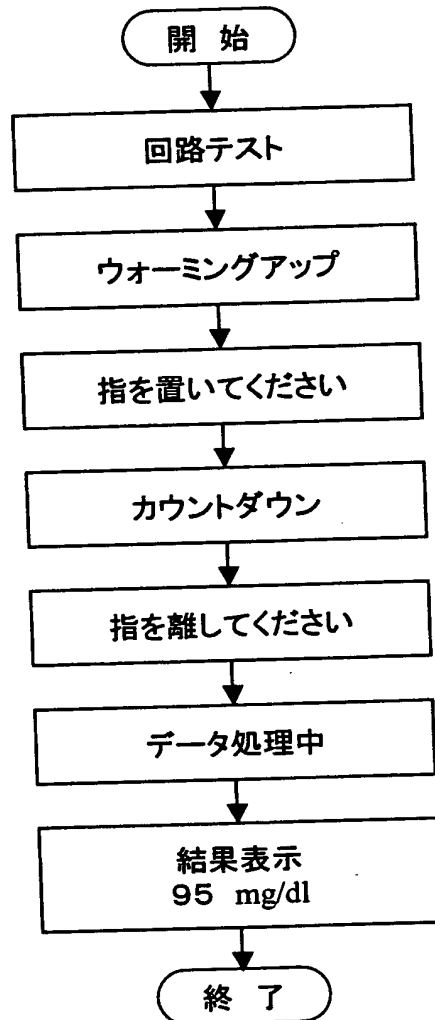 開 始
回路テスト
ウォーミングアップ
指を置いてください
カウントダウン
指を離してください
データ処理中
結果表示
95 mg/dl
終 了